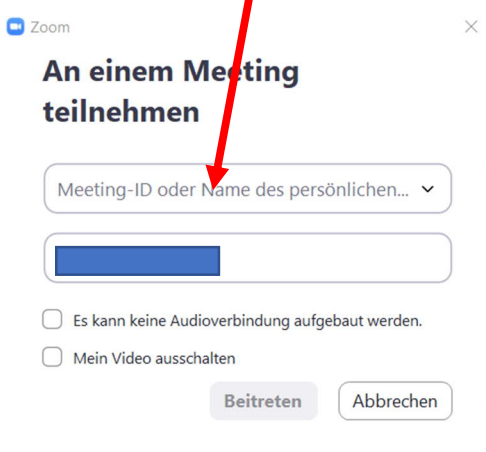 Zoom
An einem Meeting
teilnehmen
Meeting-ID oder Name des persönlichen...
Es kann keine Audioverbindung aufgebaut werden.
Mein Video ausschalten
Beitreten Abbrechen